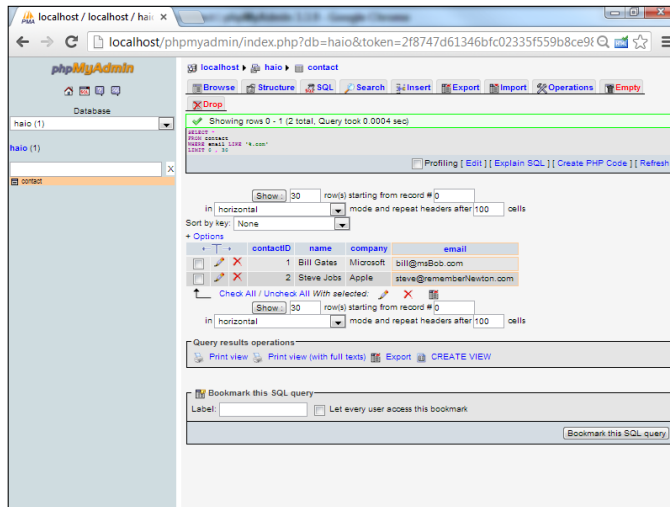 localhost / localhost / hai
phpMyAdmin 3.3.9 - Google Chrome
localhost/phpmyadmin/index.php?db=haio&token=2f8747d61346bfc02335f559b8ce98
phpMyAdmin
Database
haio (1)
haio (1)
X
contact
localhost haio contact
Browse Structure SQL Search Insert Export Import Operations Empty
Drop
Showing rows 0 - 1 (2 total, Query took 0.0004 sec)
SELECT *
FROM contact
WHERE email LIKE '%.com'
LIMIT 0 , 30
Profiling [ Edit ] [ Explain SQL ] [ Create PHP Code ] [ Refresh
Show : 30 row(s) starting from record # 0
in horizontal mode and repeat headers after 100 cells
Sort by key: None
+ Options
contactID name company email
1 Bill Gates Microsoft bill@msBob.com
2 Steve Jobs Apple steve@rememberNewton.com
Check All / Uncheck All With selected:
Show : 30 row(s) starting from record # 0
in horizontal mode and repeat headers after 100 cells
Query results operations
Print view Print view (with full texts) Export CREATE VIEW
Bookmark this SQL query
Label: Let every user access this bookmark
Bookmark this SQL query